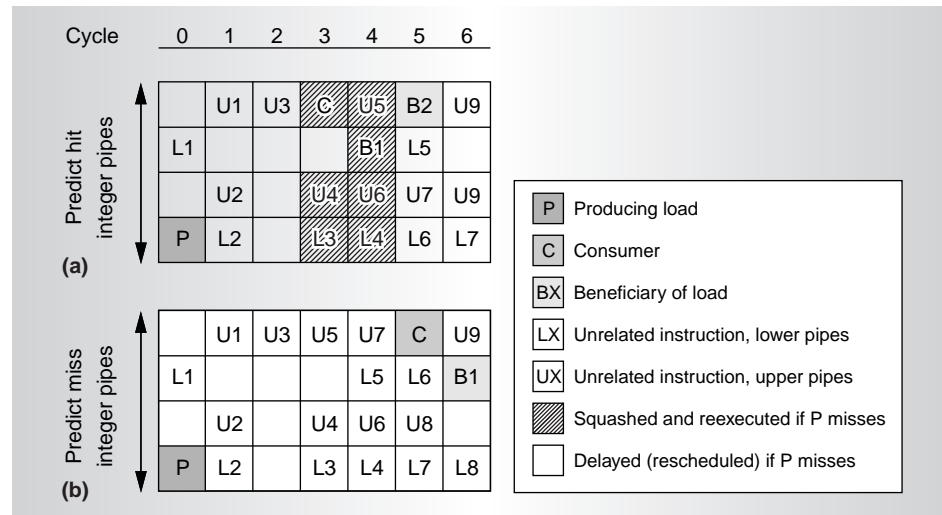 Cycle 0 1 2 3 4 5 6
Predict hit
integer pipes
U1 U3 C U5 B2 U9
L1 B1 L5
U2 U4 U6 U7 U9
P L2 L3 L4 L6 L7
(a)
Predict miss
integer pipes
U1 U3 U5 U7 C U9
L1 L5 L6 B1
U2 U4 U6 U8
P L2 L3 L4 L7 L8
(b)
P Producing load
C Consumer
BX Beneficiary of load
LX Unrelated instruction, lower pipes
UX Unrelated instruction, upper pipes
Squashed and reexecuted if P misses
Delayed (rescheduled) if P misses